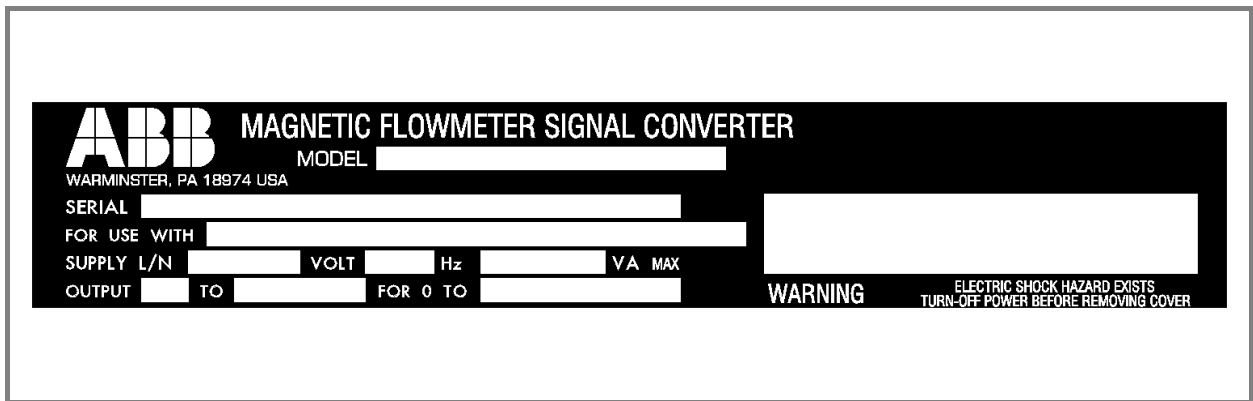 ABB MAGNETIC FLOWMETER SIGNAL CONVERTER
MODEL
WARMINSTER, PA 18974 USA
SERIAL
FOR USE WITH
SUPPLY L/N VOLT Hz VA MAX
OUTPUT TO FOR 0 TO
WARNING
ELECTRIC SHOCK HAZARD EXISTS
TURN-OFF POWER BEFORE REMOVING COVER